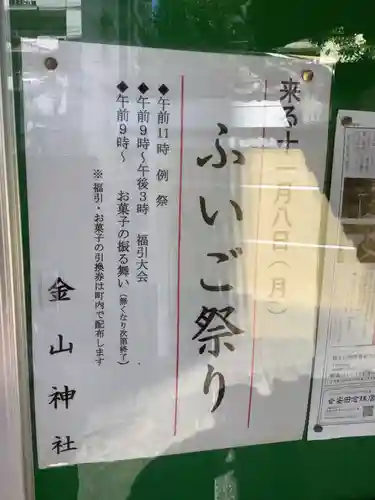 来る十一月八日(月)
ふいご祭り
◆午前11時 例祭
◆午前9時～午後3時 福引大会
◆午前9時～ お菓子の振る舞い(無くなり次第終了)
※福引・お菓子の引換券は町内で配布します
金山神社